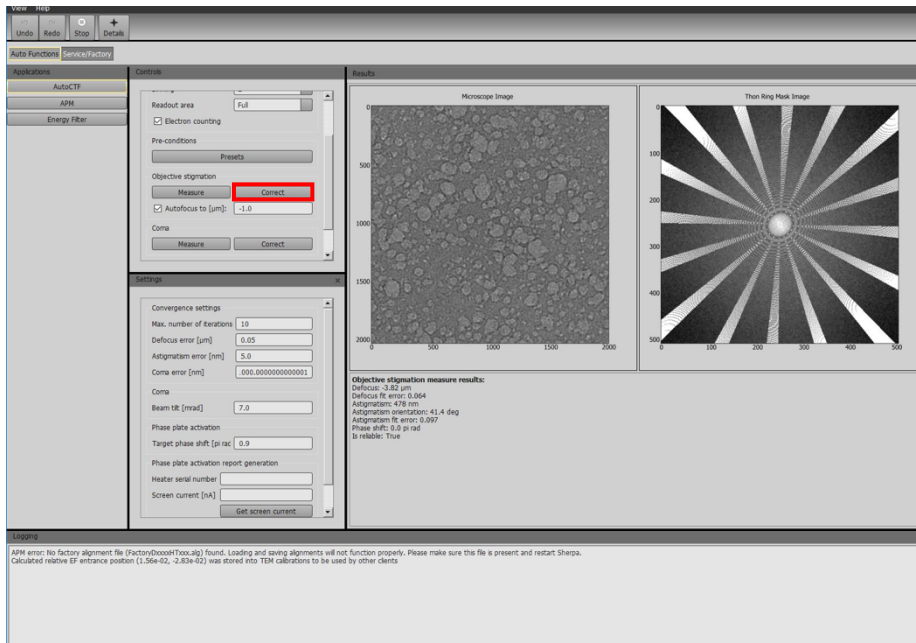 View Help
Undo Redo Stop Details
Auto Functions Service/Factory
Applications
AutoCTF
APM
Energy Filter
Controls
Readout area Full
Electron counting
Pre-conditions
Presets
Objective stigmation
Measure Correct
Autofocus to [µm]: -1.0
Coma
Measure Correct
Settings
Convergence settings
Max. number of iterations 10
Defocus error [µm] 0.05
Astigmatism error [nm] 5.0
Coma error [nm] .000.0000000000001
Coma
Beam tilt [mrad] 7.0
Phase plate activation
Target phase shift [pi rac 0.9
Phase plate activation report generation
Heater serial number
Screen current [nA]
Get screen current
Results
Microscope Image
0
500
1000
1500
2000
0 500 1000 1500 2000
Thon Ring Mask Image
0
100
200
300
400
500
0 100 200 300 400 500
Objective stigmation measure results:
Defocus: -3.82 µm
Defocus fit error: 0.064
Astigmatism: 478 nm
Astigmatism orientation: 41.4 deg
Astigmatism fit error: 0.097
Phase shift: 0.0 pi rad
Is reliable: True
Logging
APM error: No factory alignment file (FactoryDxxxxHTxxx.alg) found. Loading and saving alignments will not function properly. Please make sure this file is present and restart Sherpa.
Calculated relative EF entrance position (1.56e-02, -2.83e-02) was stored into TEM calibrations to be used by other clients